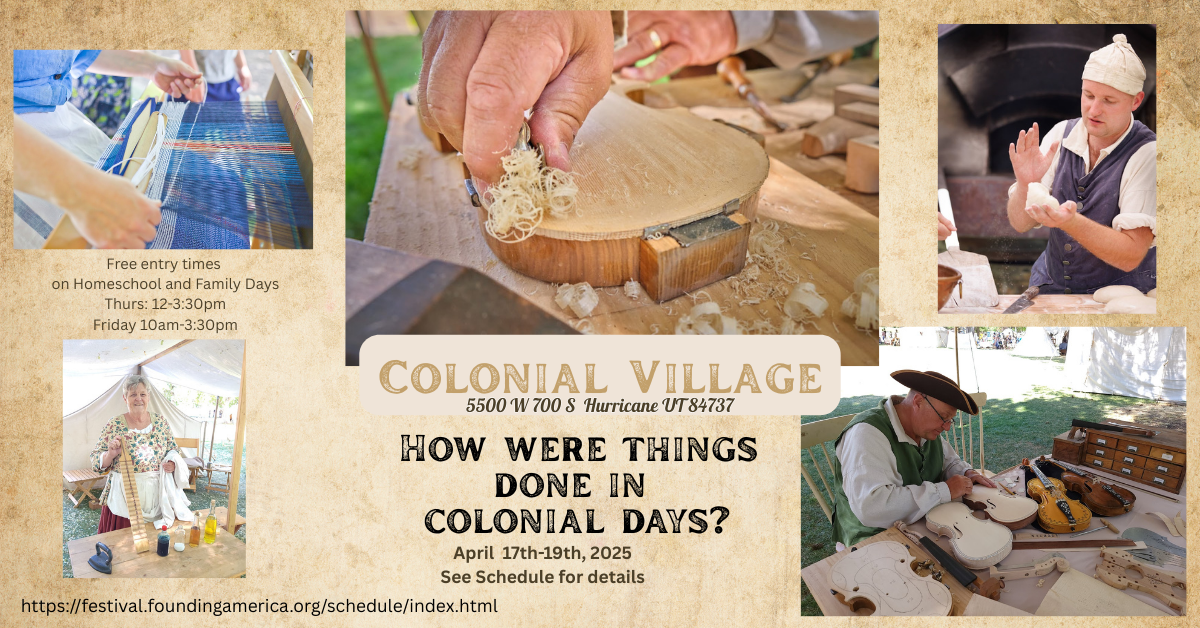 Free entry times
on Homeschool and Family Days
Thurs: 12-3:30pm
Friday 10am-3:30pm
Colonial Village
5500 W 700 S Hurricane UT 84737
How were things
done in
colonial days?
April 17th-19th, 2025
See Schedule for details
https://festival.foundingamerica.org/schedule/index.html